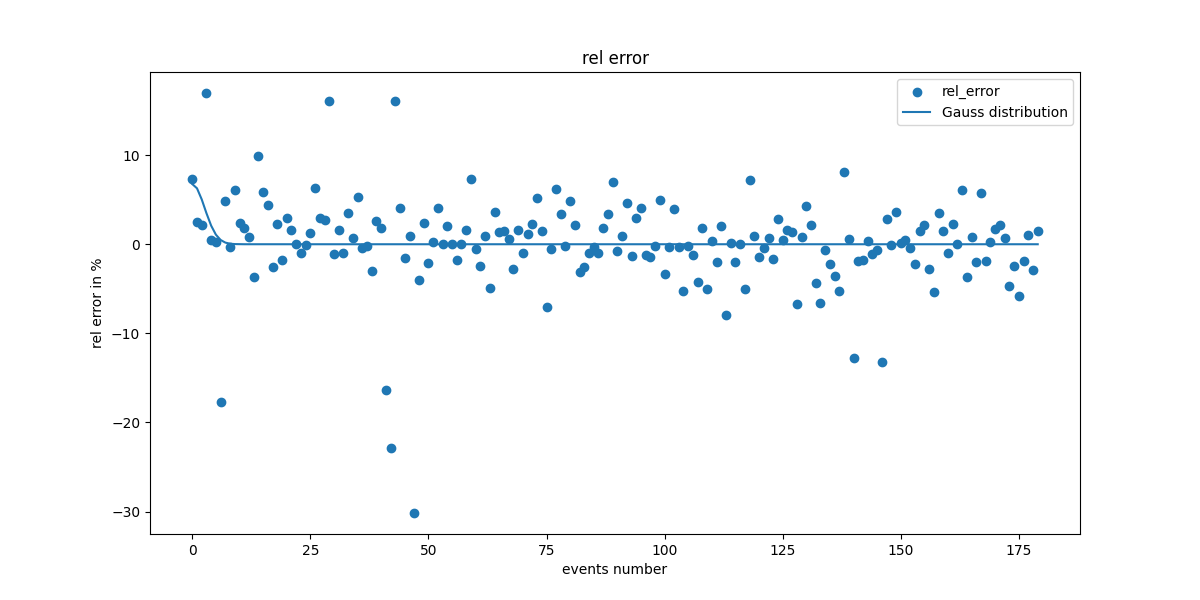 rel error
rel_error
Gauss distribution
10
0
−10
−20
−30
rel error in %
0
25
50
75
100
125
150
175
events number